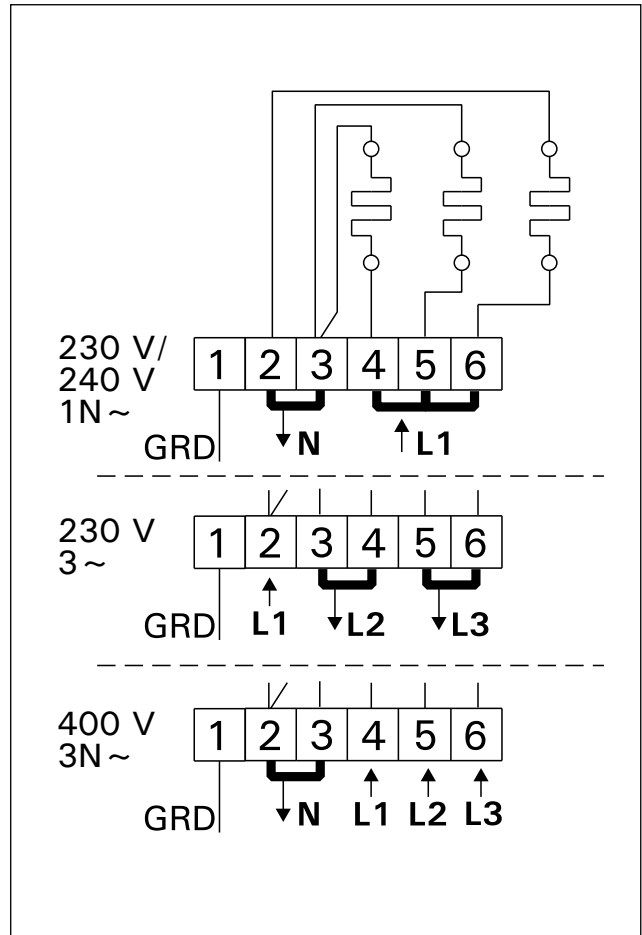 230 V/
240 V
1N~
1 2 3 4 5 6
GRD N L1
230 V
3~
1 2 3 4 5 6
GRD L1 L2 L3
400 V
3N~
1 2 3 4 5 6
GRD N L1 L2 L3